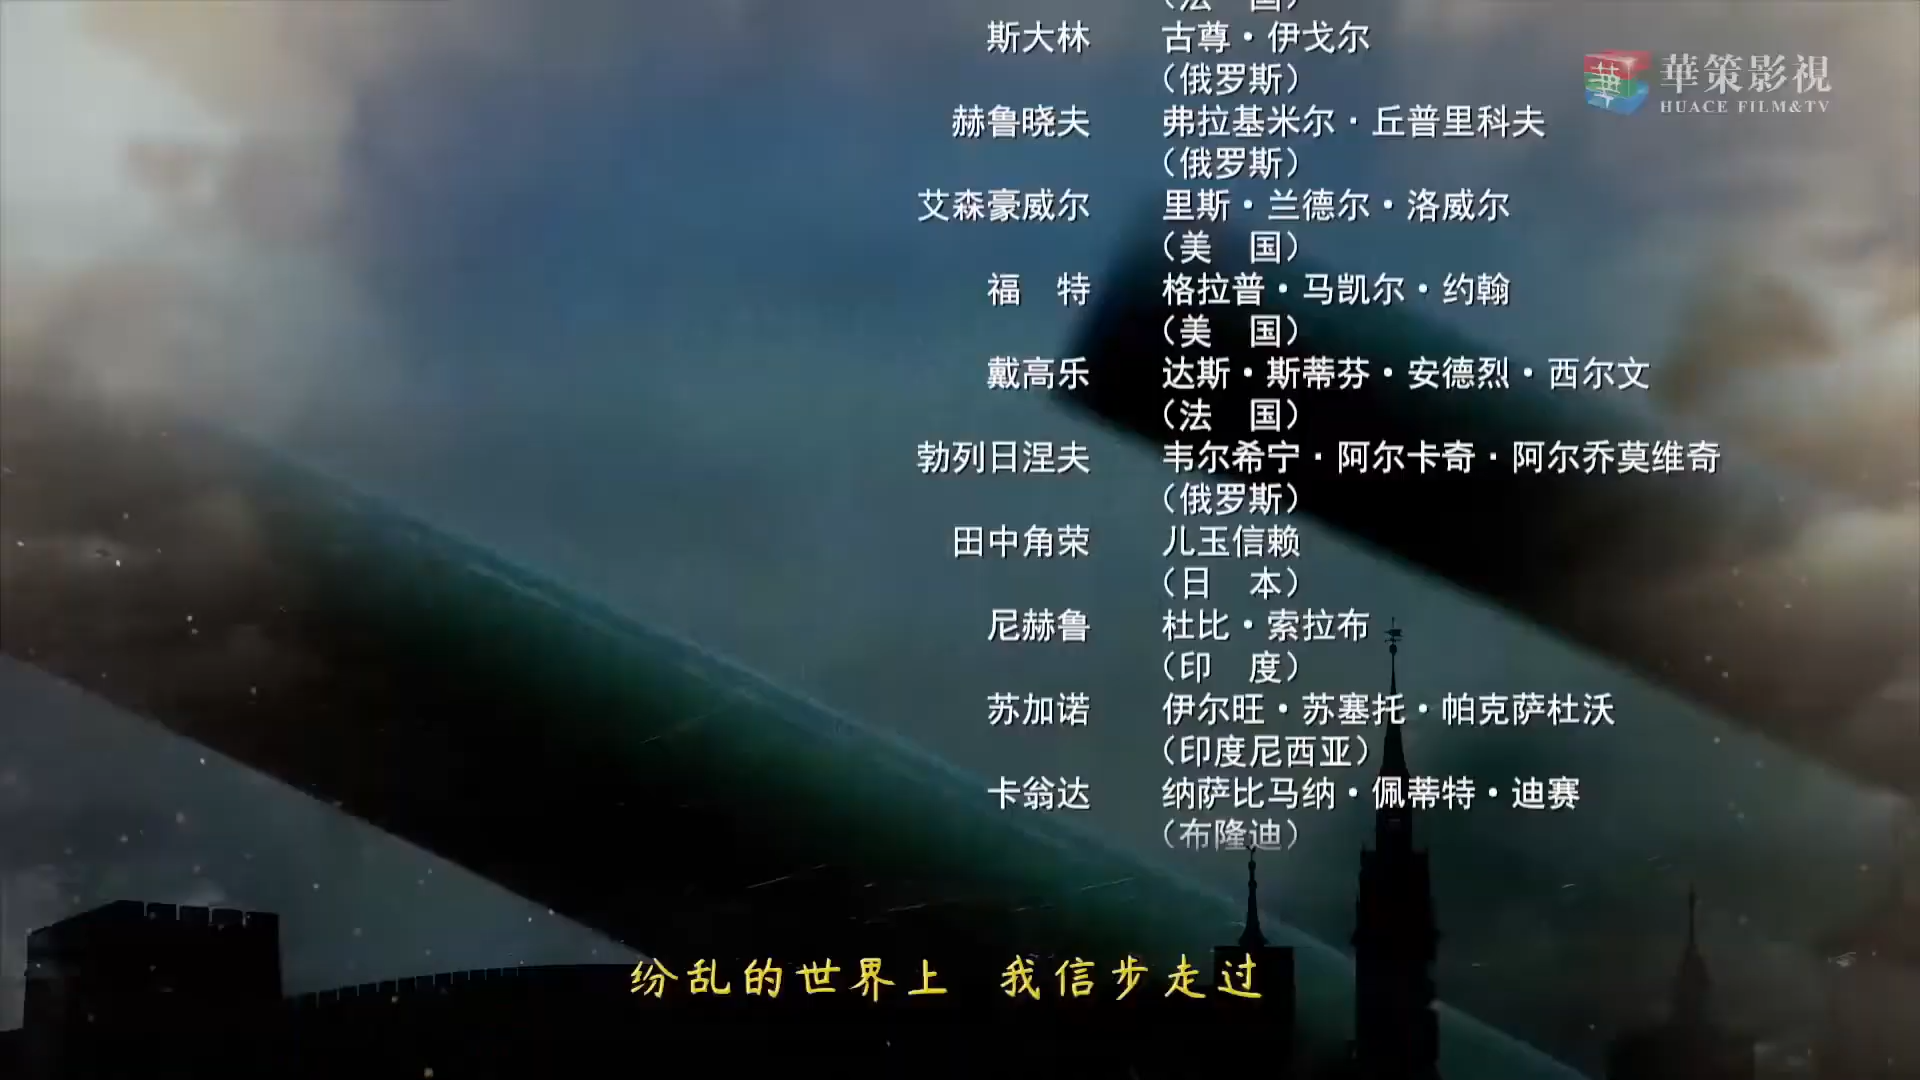 （法　国）
斯大林　古尊·伊戈尔
（俄罗斯）
赫鲁晓夫　弗拉基米尔·丘普里科夫
（俄罗斯）
艾森豪威尔　里斯·兰德尔·洛威尔
（美　国）
福　特　格拉普·马凯尔·约翰
（美　国）
戴高乐　达斯·斯蒂芬·安德烈·西尔文
（法　国）
勃列日涅夫　韦尔希宁·阿尔卡奇·阿尔乔莫维奇
（俄罗斯）
田中角荣　儿玉信赖
（日　本）
尼赫鲁　杜比·索拉布
（印　度）
苏加诺　伊尔旺·苏塞托·帕克萨杜沃
（印度尼西亚）
卡翁达　纳萨比马纳·佩蒂特·迪赛
（布隆迪）
華策影視
HUACE FILM&TV
纷乱的世界上　我信步走过